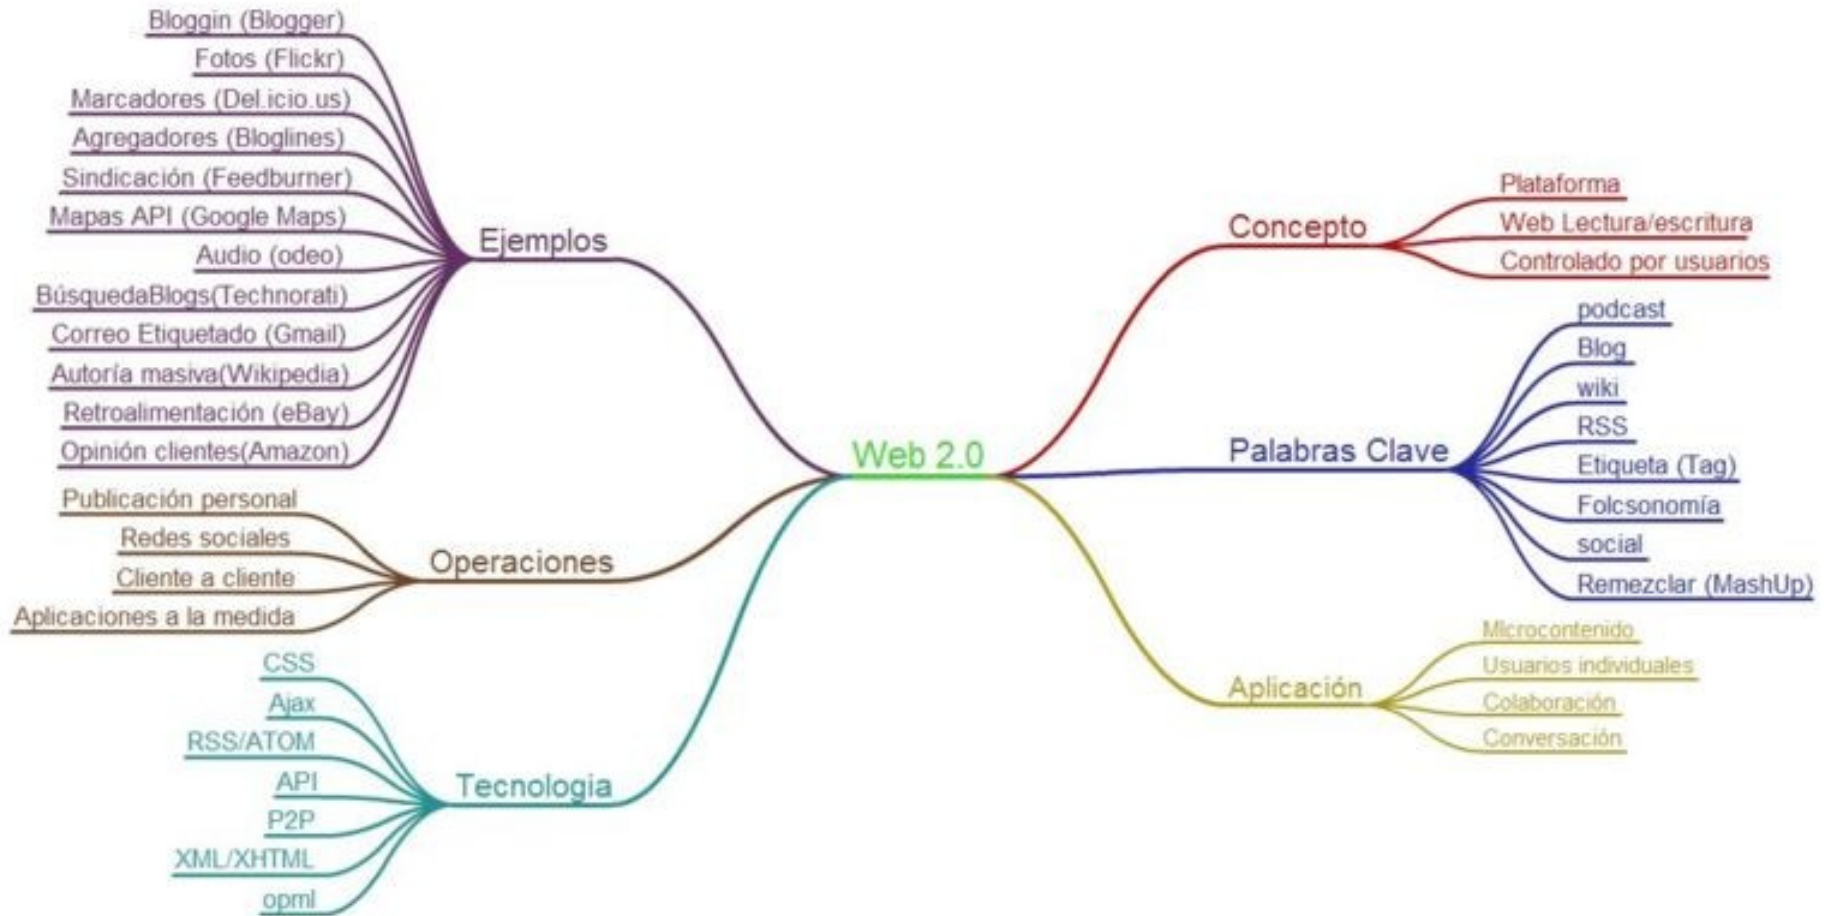 Bloggin (Blogger)
Fotos (Flickr)
Marcadores (Del.icio.us)
Agregadores (Bloglines)
Sindicación (Feedburner)
Mapas API (Google Maps)
Audio (odeo)
BúsquedaBlogs(Technorati)
Correo Etiquetado (Gmail)
Autoría masiva(Wikipedia)
Retroalimentación (eBay)
Opinión clientes(Amazon)
Ejemplos
Publicación personal
Redes sociales
Cliente a cliente
Aplicaciones a la medida
Operaciones
CSS
Ajax
RSS/ATOM
API
P2P
XML/XHTML
opml
Tecnologia
Web 2.0
Concepto
Plataforma
Web Lectura/escritura
Controlado por usuarios
Palabras Clave
podcast
Blog
wiki
RSS
Etiqueta (Tag)
Folcsonomía
social
Remezclar (MashUp)
Aplicación
MIcrocontenido
Usuarios individuales
Colaboración
Conversación